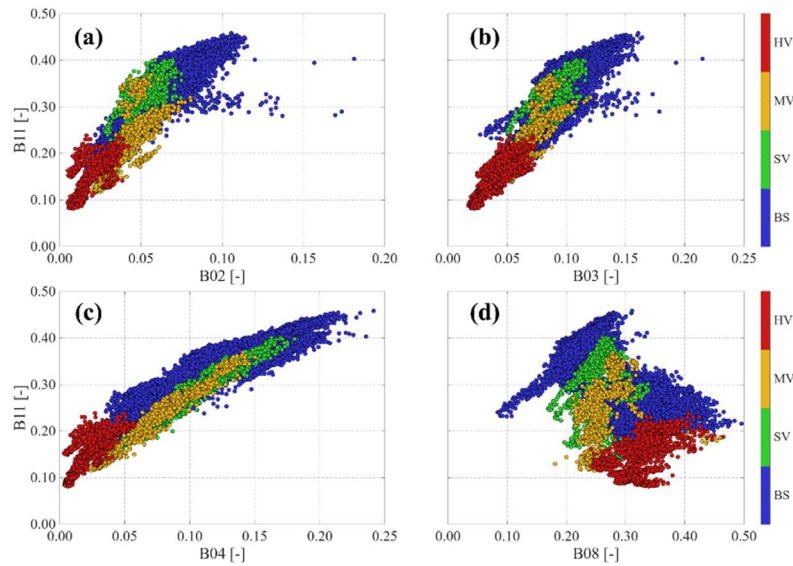 (a)
0.50
0.40
0.30
0.20
0.10
0.00
B11 [-]
0.00 0.05 0.10 0.15 0.20
B02 [-]
(b)
0.00 0.05 0.10 0.15 0.20 0.25
B03 [-]
HV
MV
SV
BS
(c)
0.50
0.40
0.30
0.20
0.10
0.00
B11 [-]
0.00 0.05 0.10 0.15 0.20 0.25
B04 [-]
(d)
0.00 0.10 0.20 0.30 0.40 0.50
B08 [-]
HV
MV
SV
BS